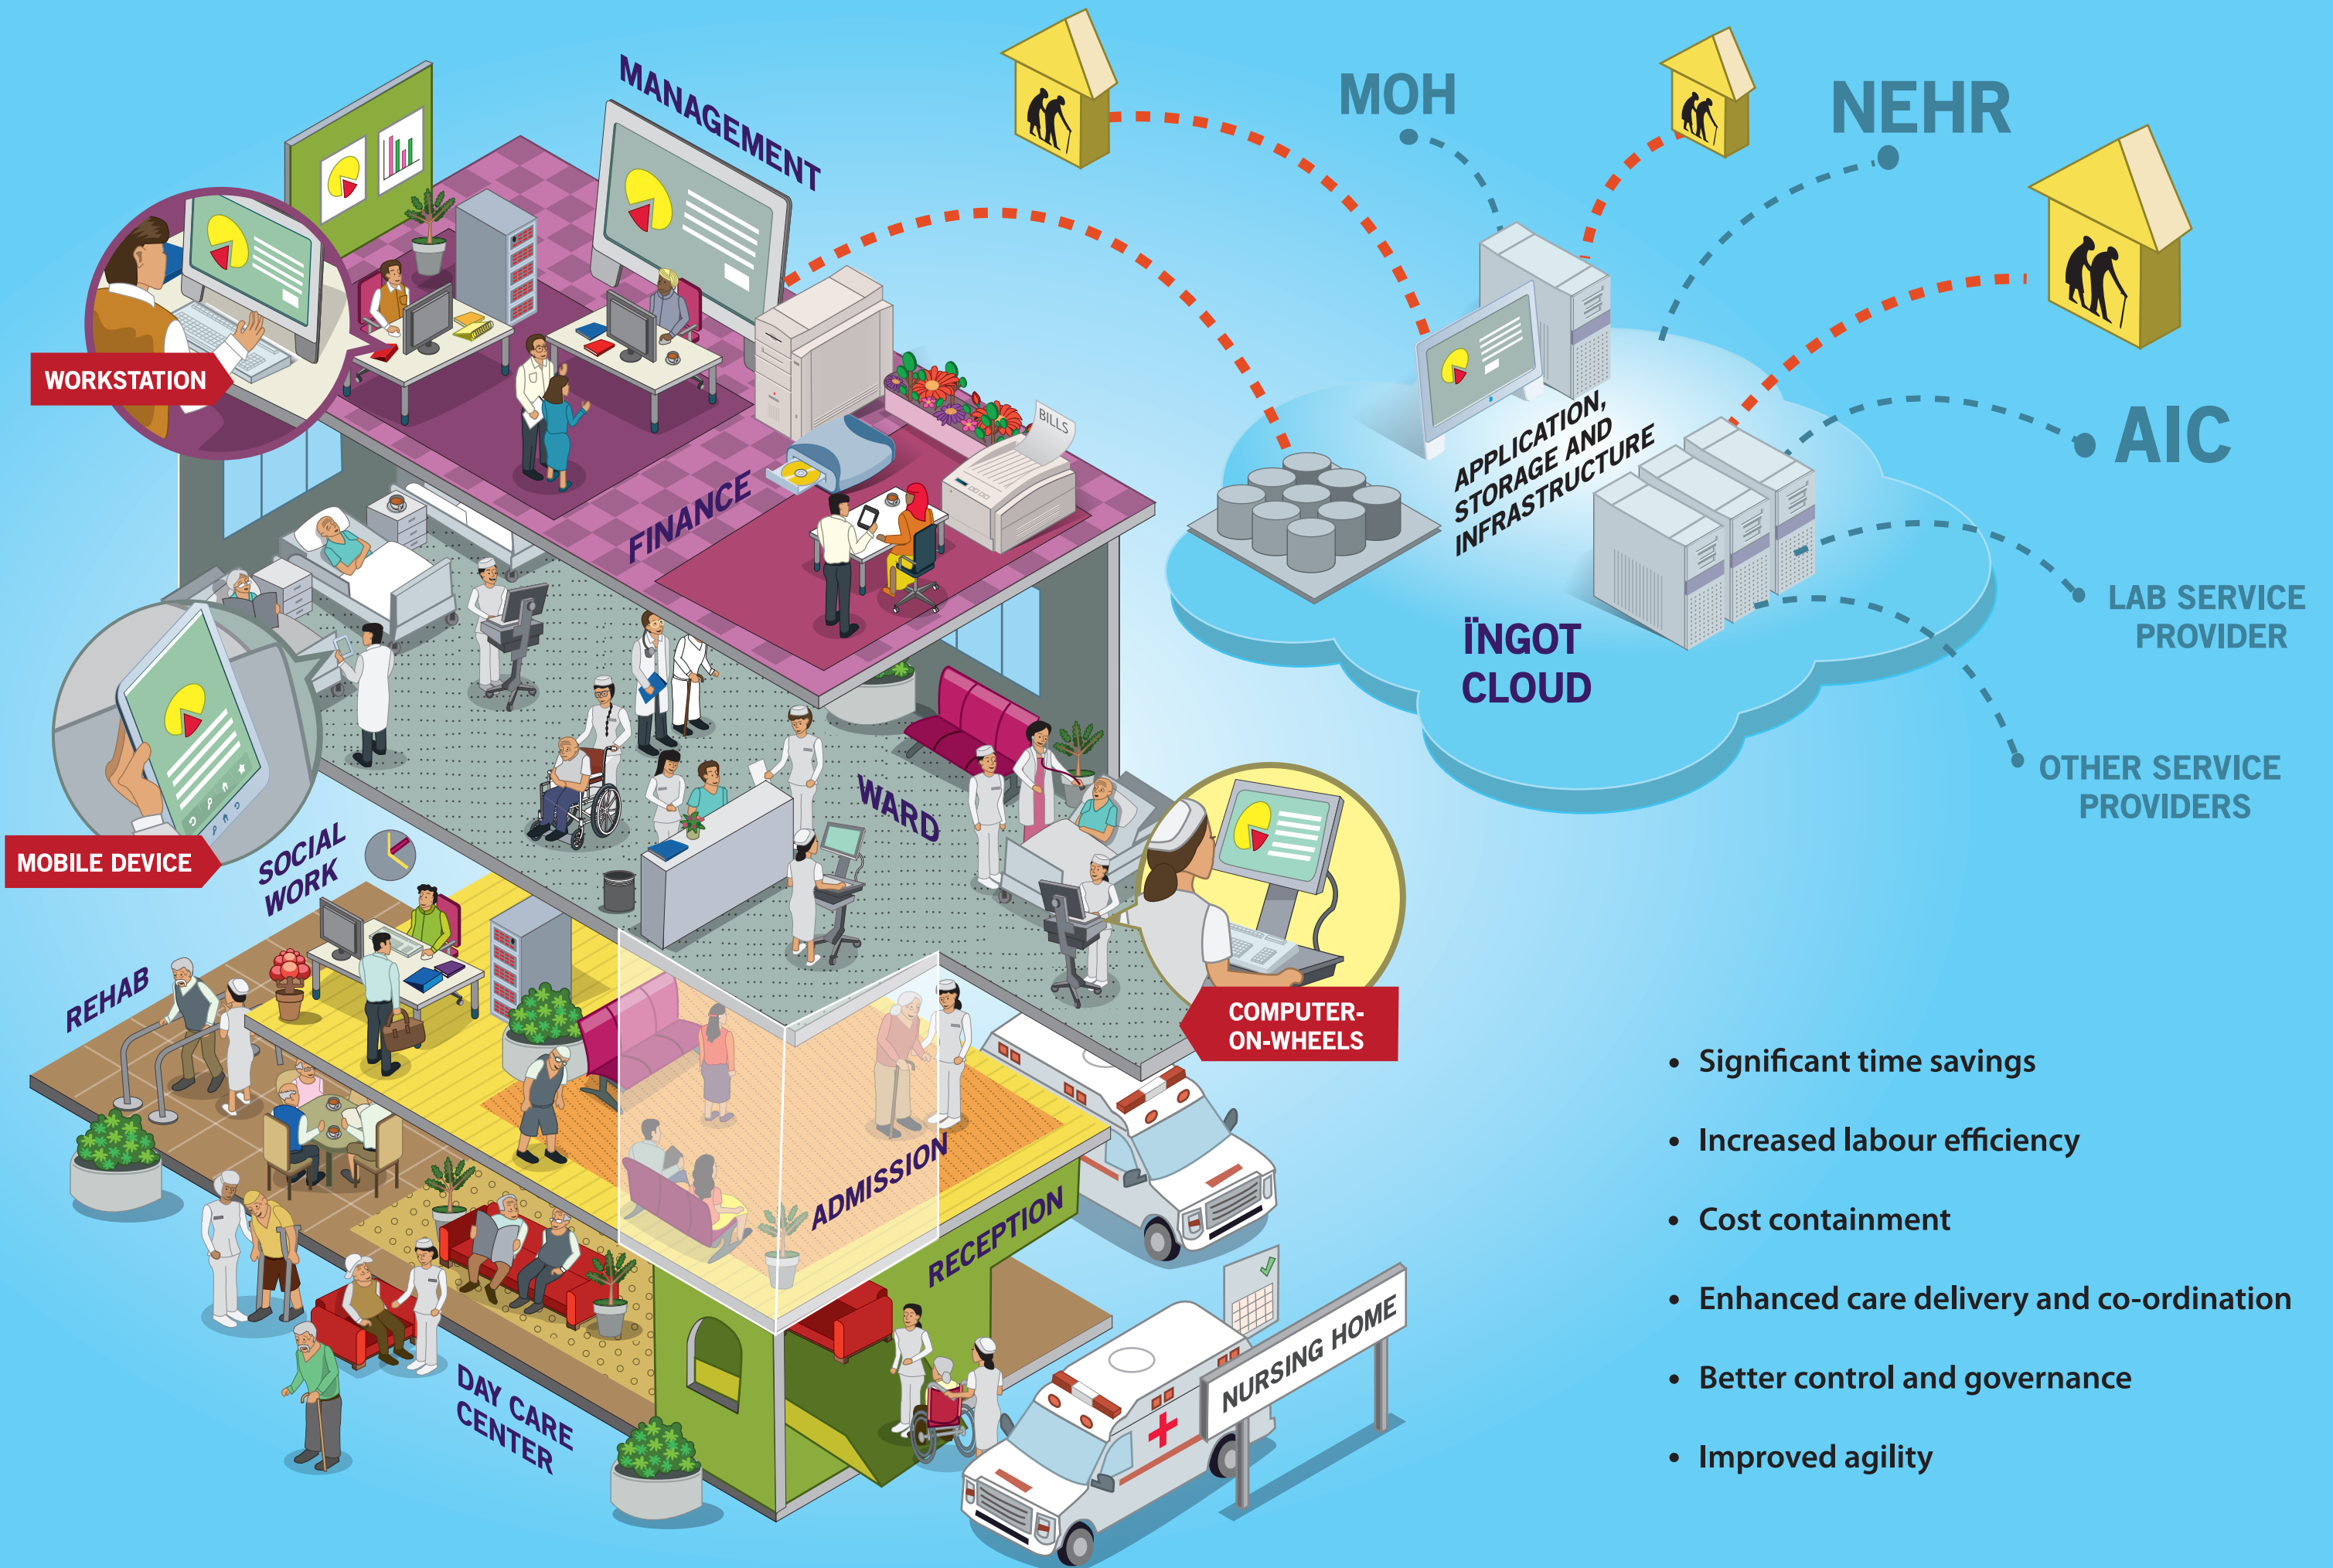 MANAGEMENT
MOH
NEHR
WORKSTATION
BILLS
FINANCE
APPLICATION,
STORAGE AND
INFRASTRUCTURE
AIC
ÏNGOT
CLOUD
LAB SERVICE
PROVIDER
OTHER SERVICE
PROVIDERS
WARD
MOBILE DEVICE
SOCIAL
WORK
REHAB
COMPUTER-
ON-WHEELS
ADMISSION
RECEPTION
DAY CARE
CENTER
NURSING HOME
• Significant time savings
• Increased labour efficiency
• Cost containment
• Enhanced care delivery and co-ordination
• Better control and governance
• Improved agility